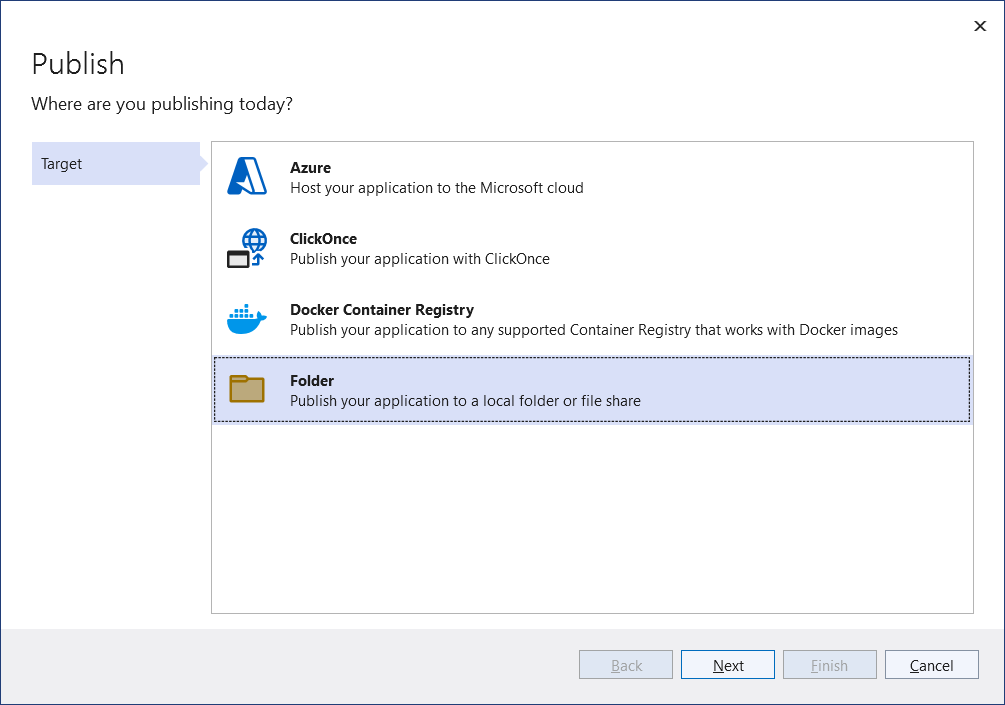 Publish
Where are you publishing today?
Target
Azure
Host your application to the Microsoft cloud
ClickOnce
Publish your application with ClickOnce
Docker Container Registry
Publish your application to any supported Container Registry that works with Docker images
Folder
Publish your application to a local folder or file share
Back
Next
Finish
Cancel